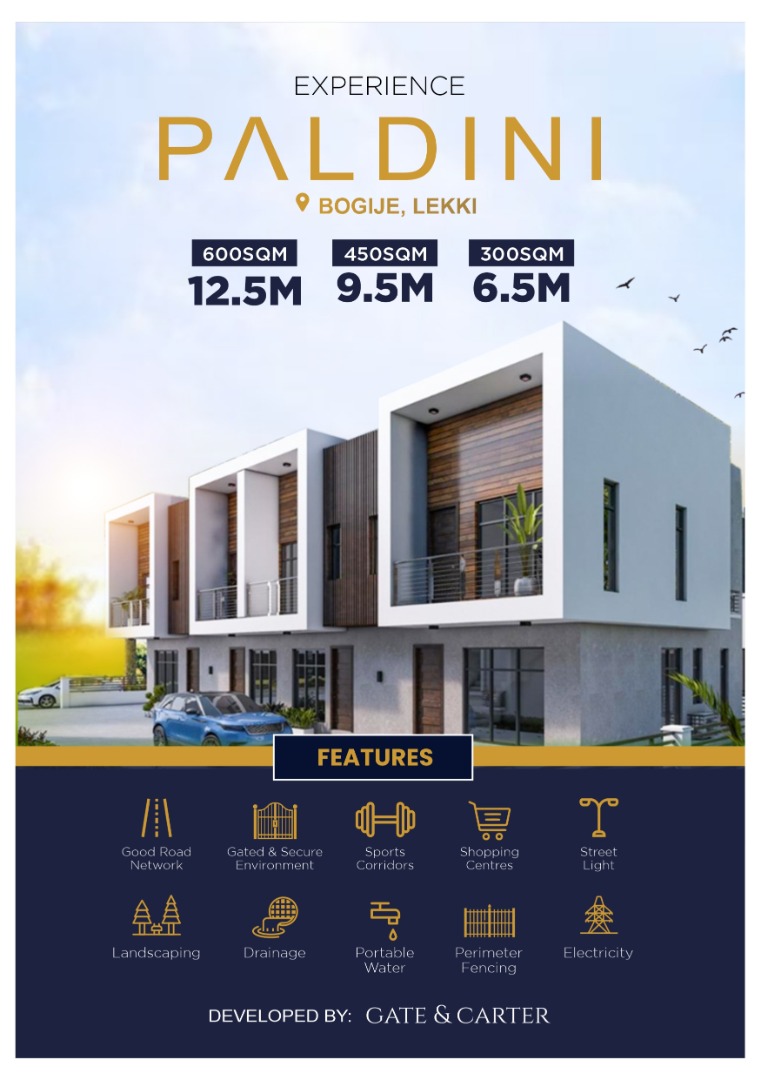 EXPERIENCE
PALDINI
BOGIJE, LEKKI
600SQM 450SQM 300SQM
12.5M 9.5M 6.5M
FEATURES
Good Road Gated & Secure Sports Shopping Street
Network Environment Corridors Centres Light
Landscaping Drainage Portable Perimeter Electricity
Water Fencing
DEVELOPED BY: GATE & CARTER